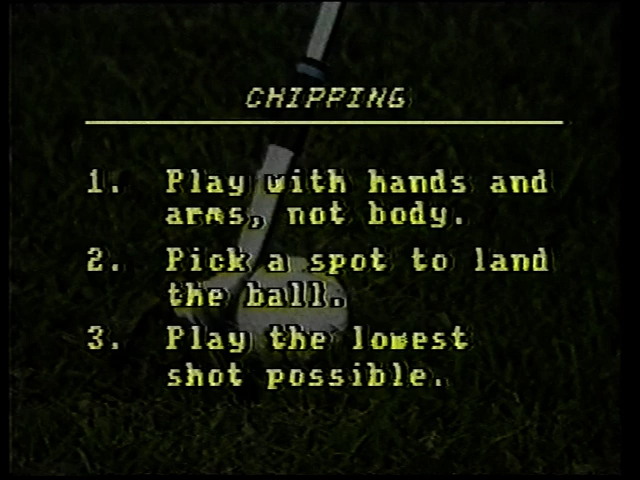 CHIPPING
1. Play with hands and
arms, not body.
2. Pick a spot to land
the ball.
3. Play the lowest
shot possible.